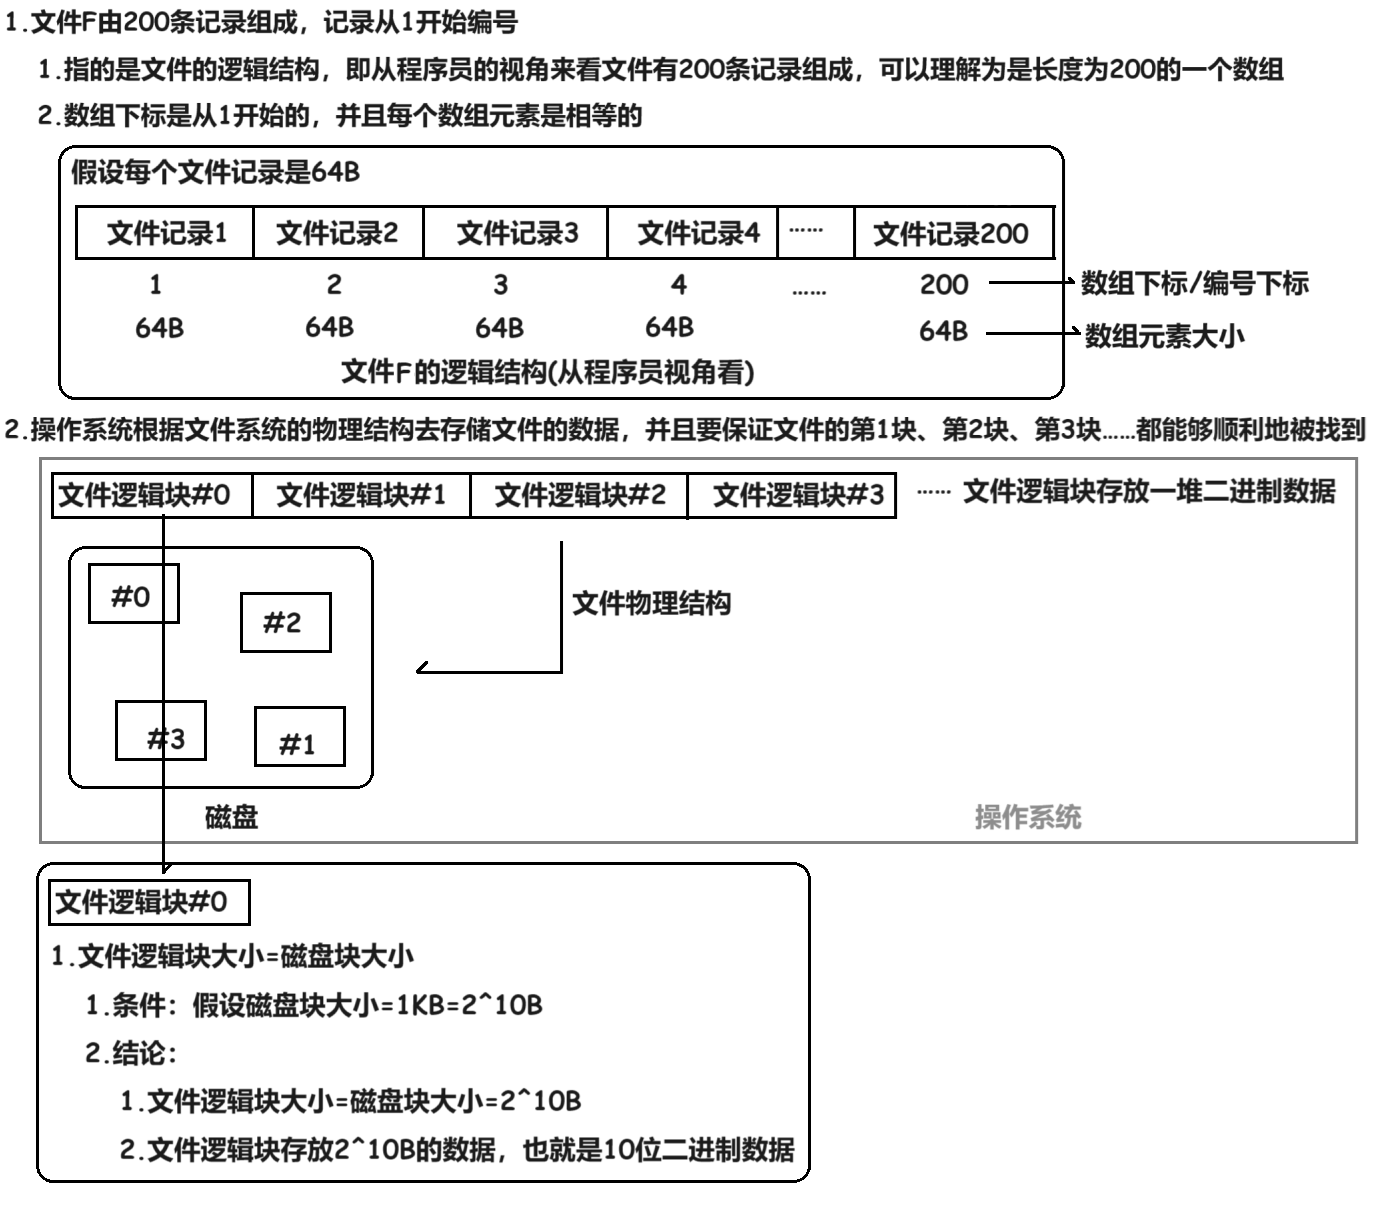 1.文件F由200条记录组成，记录从1开始编号
1.指的是文件的逻辑结构，即从程序员的视角来看文件有200条记录组成，可以理解为是长度为200的一个数组
2.数组下标是从1开始的，并且每个数组元素是相等的
假设每个文件记录是64B
文件记录1 文件记录2 文件记录3 文件记录4 …… 文件记录200
1 2 3 4 …… 200 数组下标/编号下标
64B 64B 64B 64B 64B 数组元素大小
文件F的逻辑结构(从程序员视角看)
2.操作系统根据文件系统的物理结构去存储文件的数据，并且要保证文件的第1块、第2块、第3块……都能够顺利地被找到
文件逻辑块#0 文件逻辑块#1 文件逻辑块#2 文件逻辑块#3 …… 文件逻辑块存放一堆二进制数据
#0
#2
文件物理结构
#3
#1
磁盘
操作系统
文件逻辑块#0
1.文件逻辑块大小=磁盘块大小
1.条件：假设磁盘块大小=1KB=2^10B
2.结论：
1.文件逻辑块大小=磁盘块大小=2^10B
2.文件逻辑块存放2^10B的数据，也就是10位二进制数据